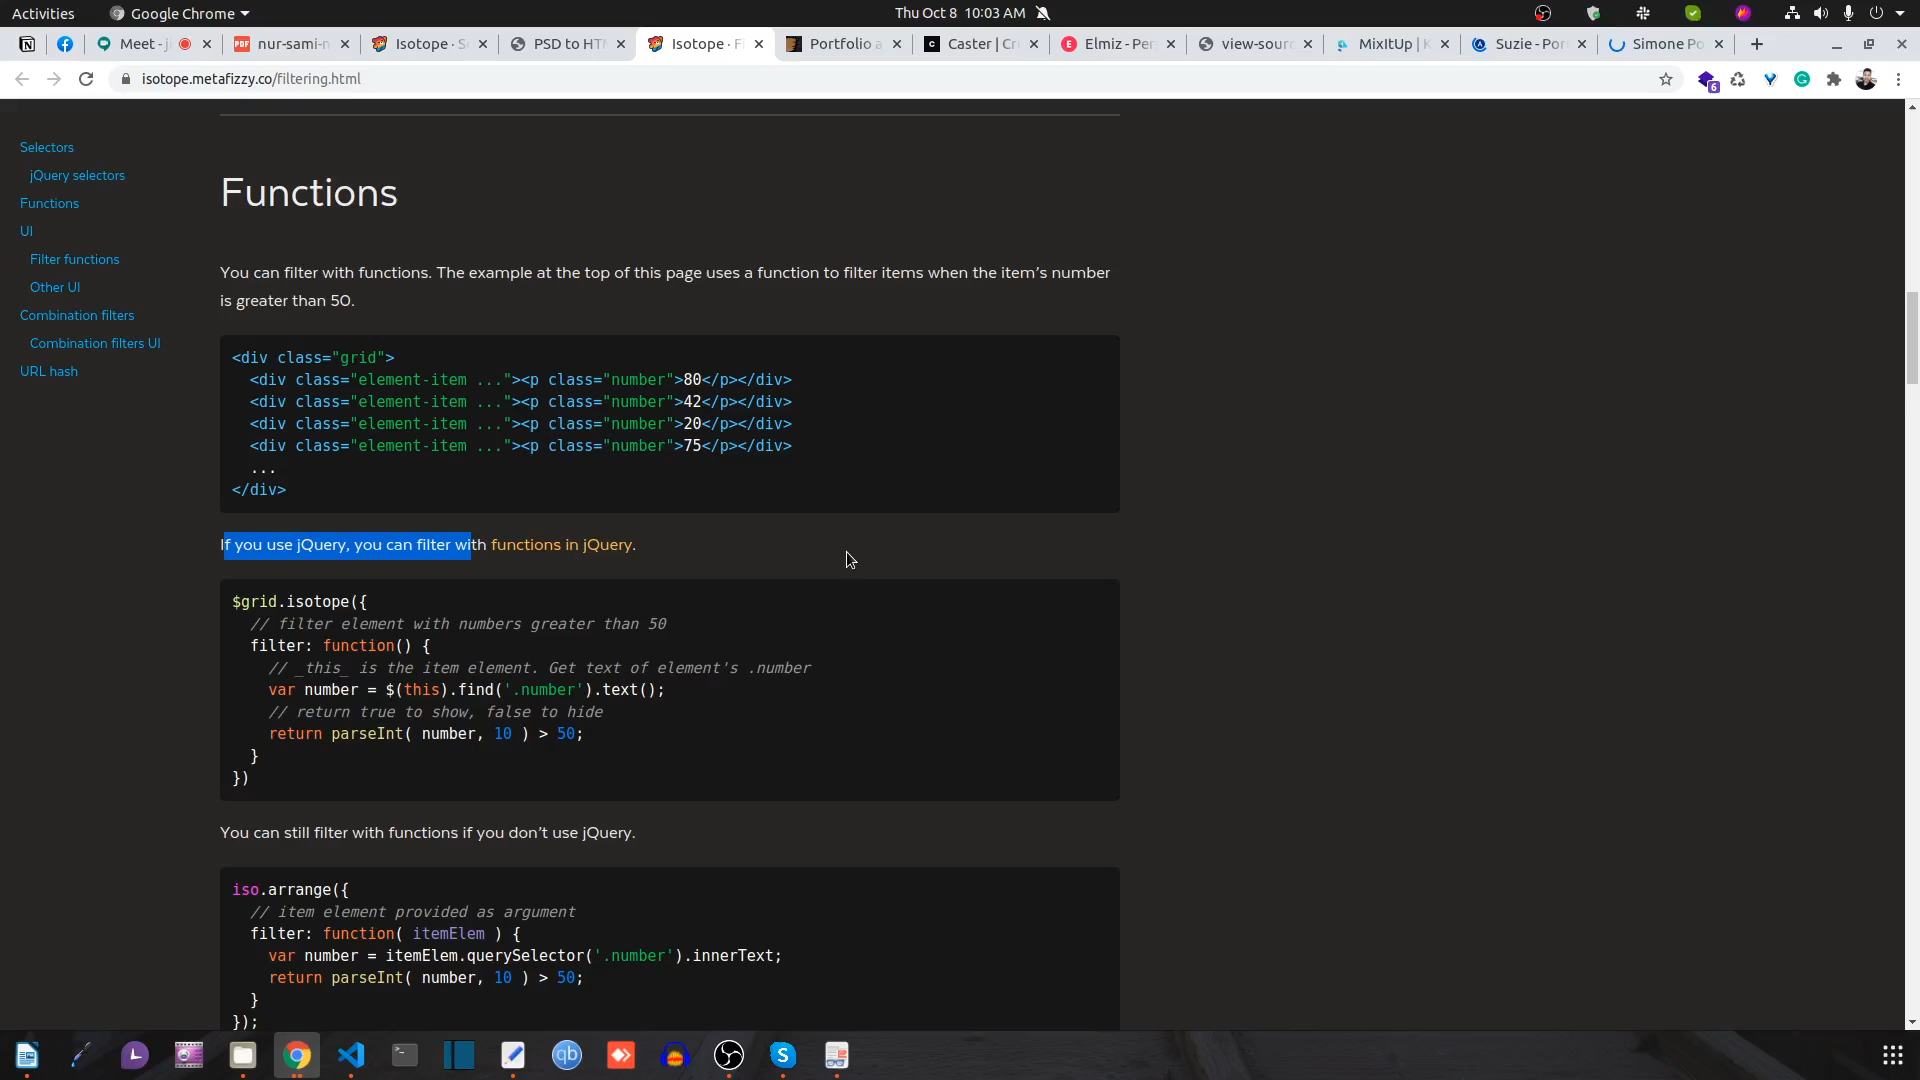 Activities
Google Chrome
Thu Oct 8 10:03 AM
Meet - ji
nur-sami-n
Isotope · S
PSD to HTM
Isotope · Fi
Portfolio a
Caster | Cr
Elmiz - Per
view-sourc
MixItUp | K
Suzie - Por
Simone Po
isotope.metafizzy.co/filtering.html
6
Selectors
jQuery selectors
Functions
UI
Filter functions
Other UI
Combination filters
Combination filters UI
URL hash
Functions
You can filter with functions. The example at the top of this page uses a function to filter items when the item's number
is greater than 50.
<div class="grid">
<div class="element-item ..."><p class="number">80</p></div>
<div class="element-item ..."><p class="number">42</p></div>
<div class="element-item ..."><p class="number">20</p></div>
<div class="element-item ..."><p class="number">75</p></div>
...
</div>
If you use jQuery, you can filter with functions in jQuery.
$grid.isotope({
// filter element with numbers greater than 50
filter: function() {
// _this_ is the item element. Get text of element's .number
var number = $(this).find('.number').text();
// return true to show, false to hide
return parseInt( number, 10 ) > 50;
}
})
You can still filter with functions if you don't use jQuery.
iso.arrange({
// item element provided as argument
filter: function( itemElem ) {
var number = itemElem.querySelector('.number').innerText;
return parseInt( number, 10 ) > 50;
}
});